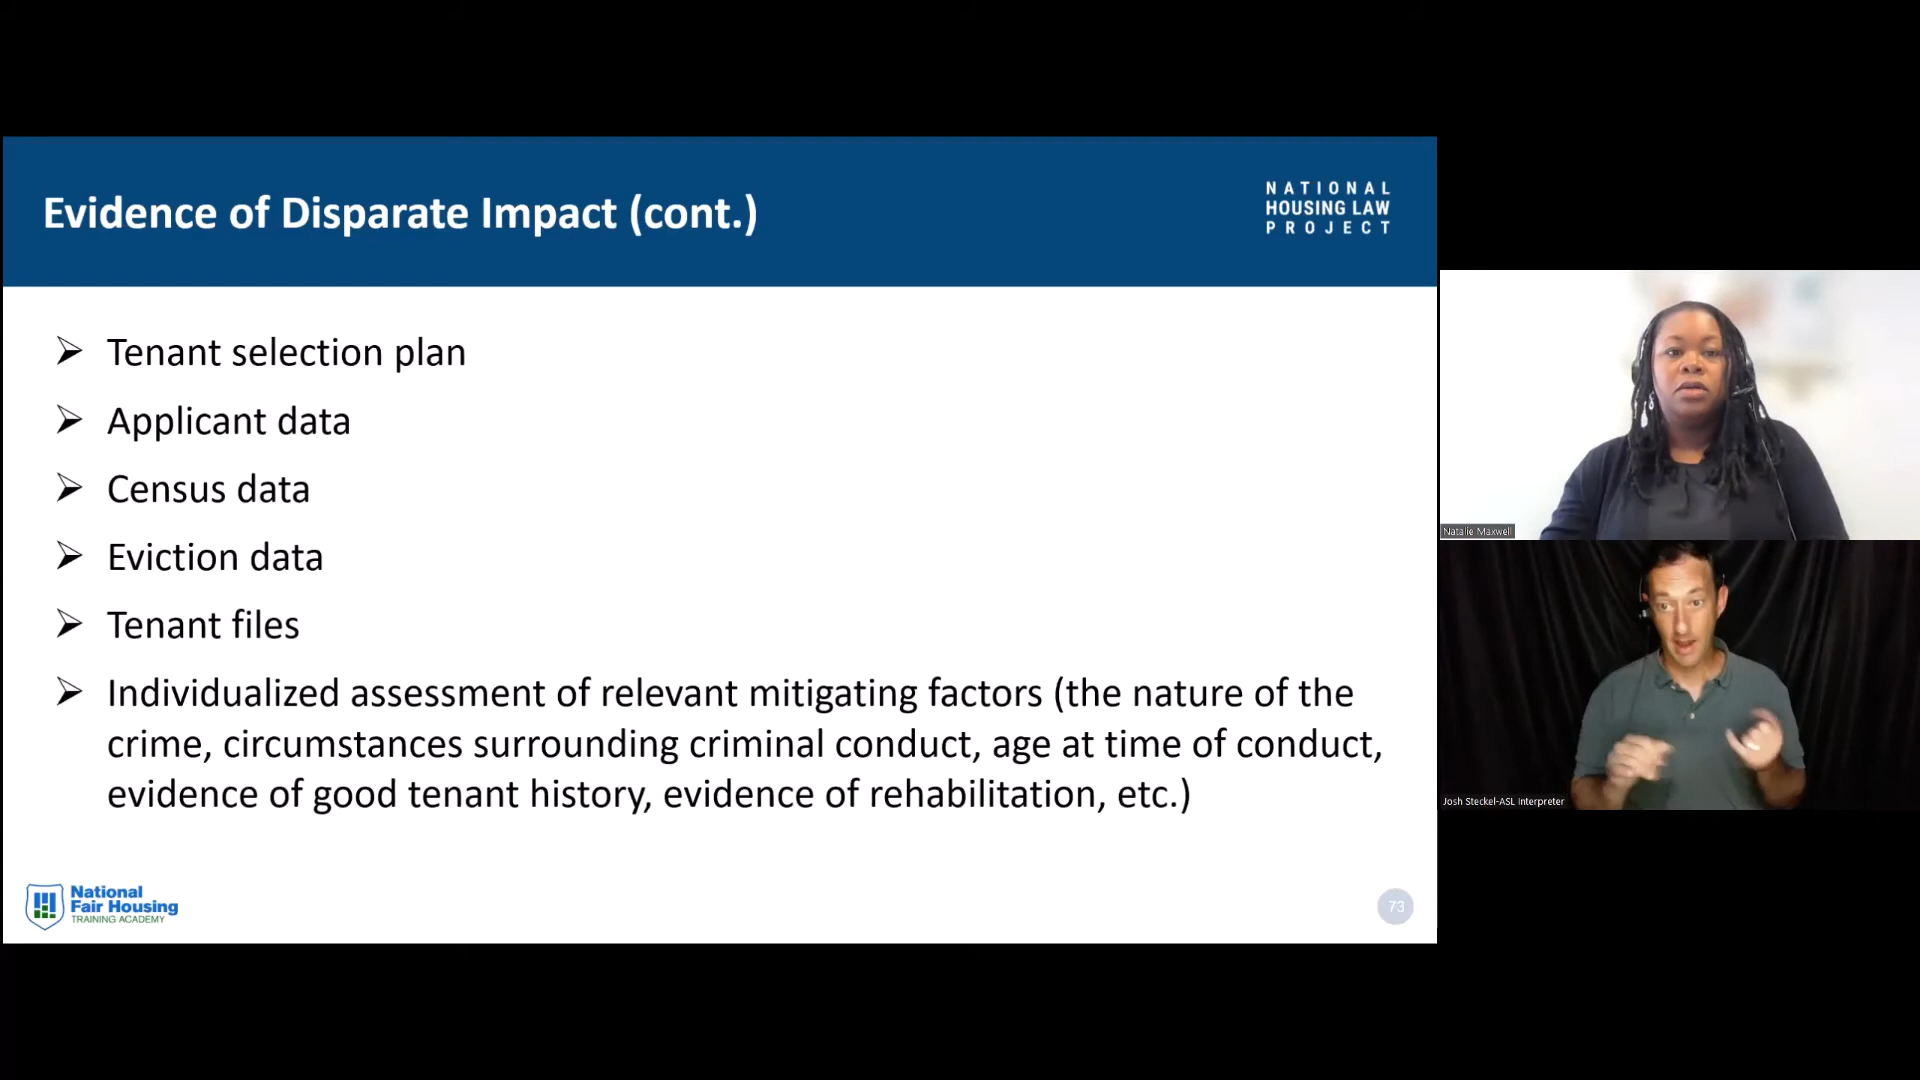 Evidence of Disparate Impact (cont.)
NATIONAL
HOUSING LAW
PROJECT
Tenant selection plan
Applicant data
Census data
Eviction data
Tenant files
Individualized assessment of relevant mitigating factors (the nature of the
crime, circumstances surrounding criminal conduct, age at time of conduct,
evidence of good tenant history, evidence of rehabilitation, etc.)
National
Fair Housing
TRAINING ACADEMY
73
Natalie Maxwell
Josh Steckel-ASL Interpreter